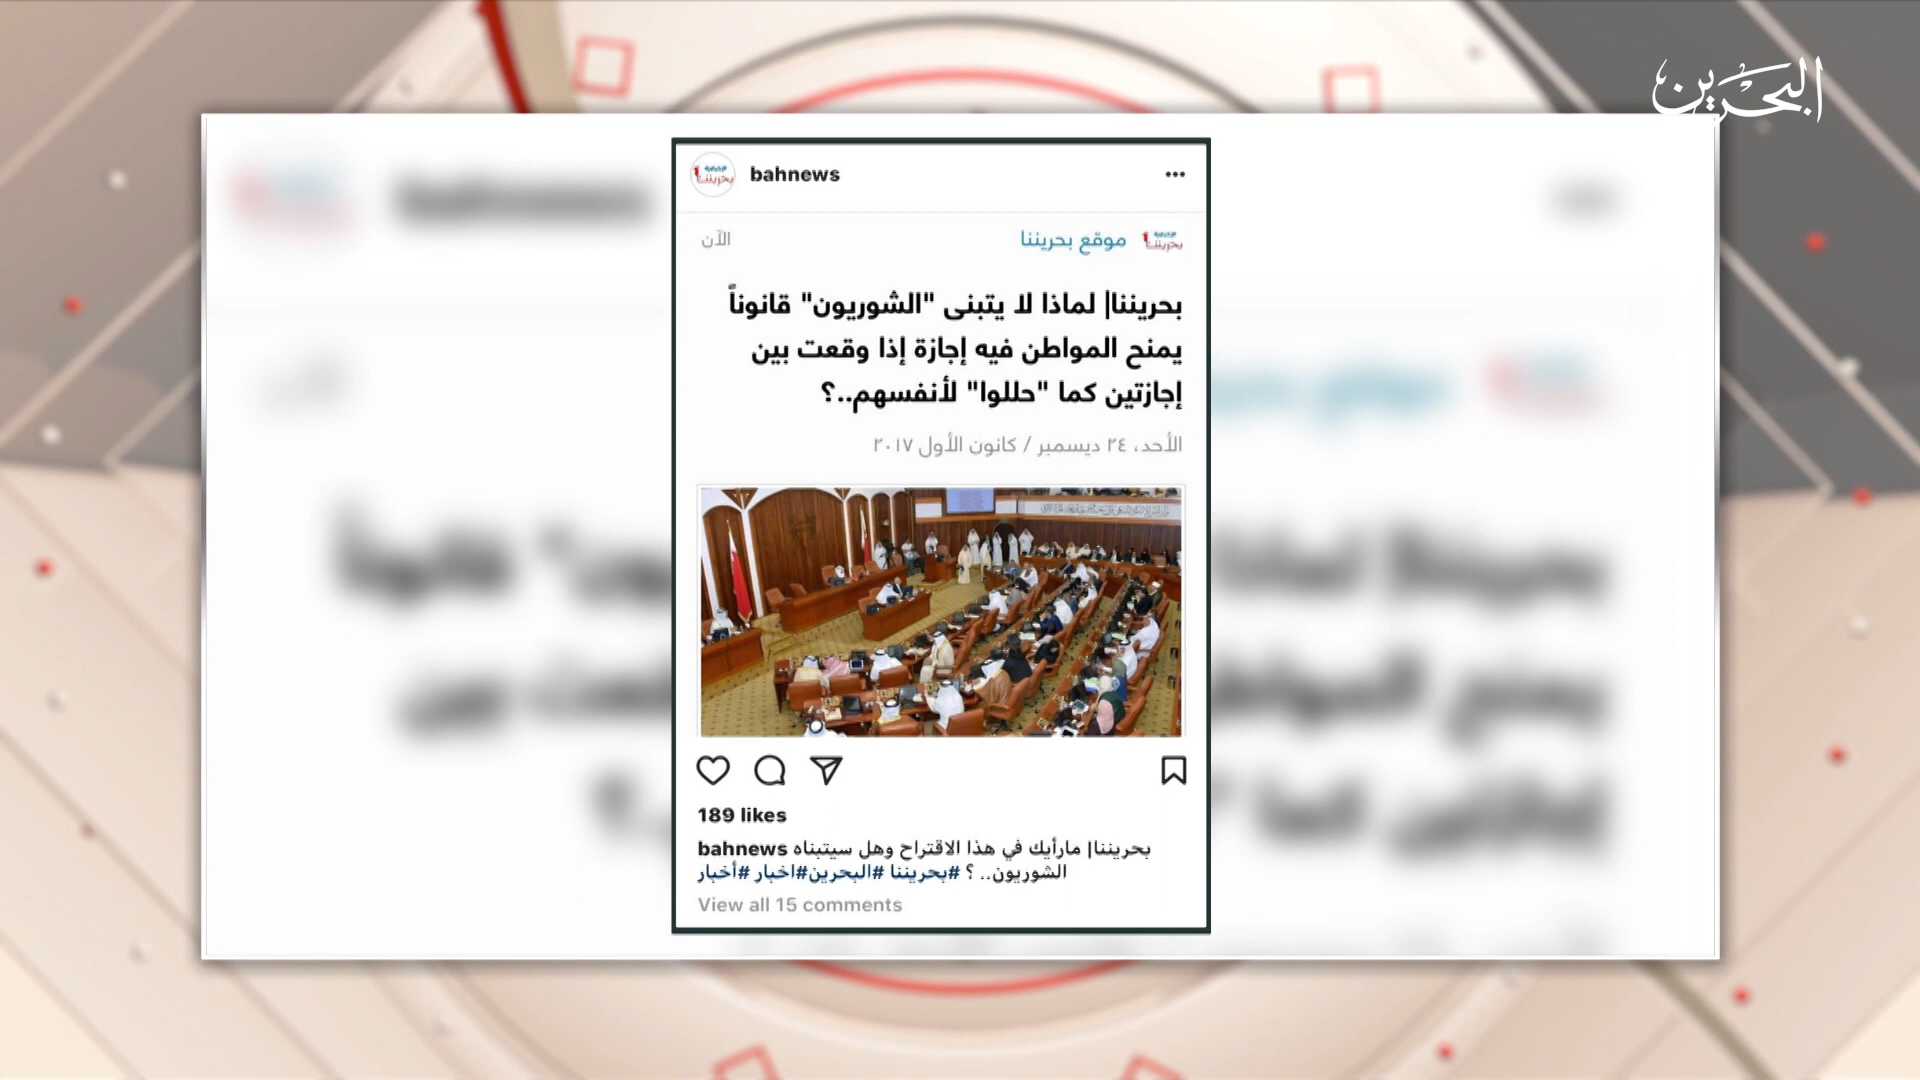 البحرين
bahnews
موقع بحريننا
الآن
بحريننا| لماذا لا يتبنى "الشوريون" قانوناً
يمنح المواطن فيه إجازة إذا وقعت بين
إجازتين كما "حللوا" لأنفسهم..؟
الأحد، ٢٤ ديسمبر / كانون الأول ٢٠١٧
189 likes
bahnews بحريننا| مارأيك في هذا الاقتراح وهل سيتبناه
الشوريون.. ؟ #بحريننا #البحرين#اخبار #أخبار
View all 15 comments